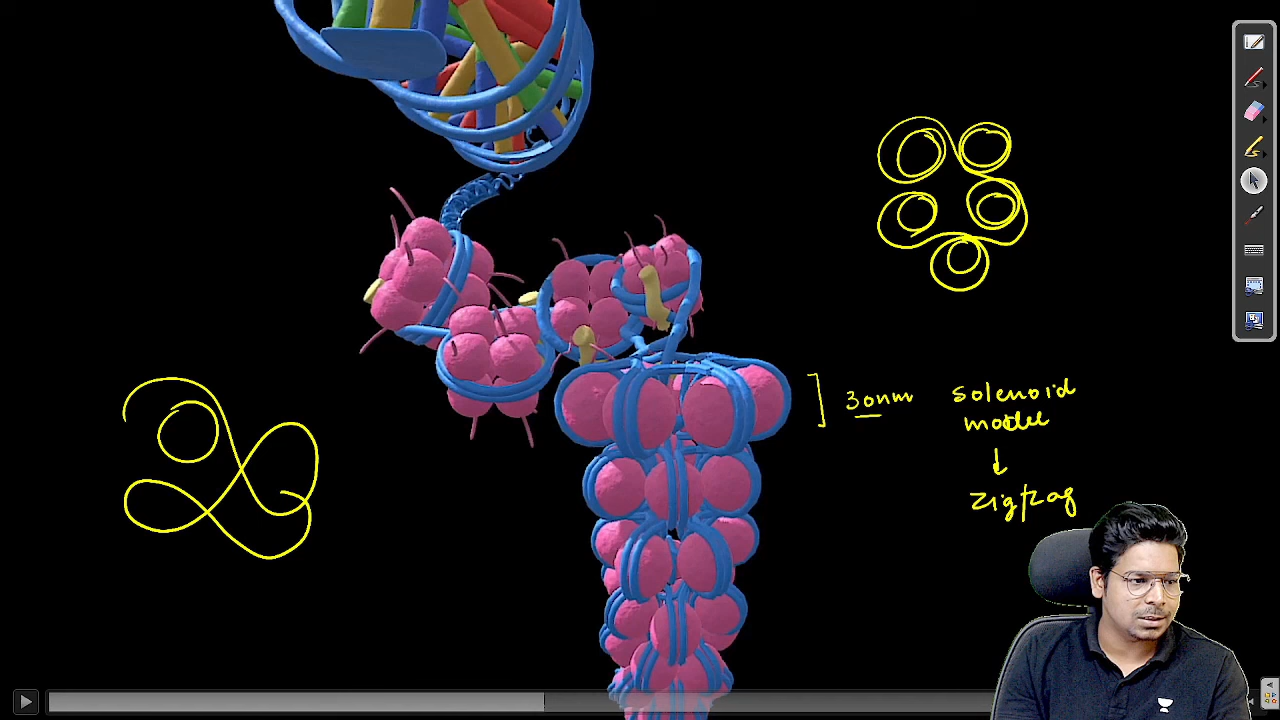 30nm
solenoid
model
↓
zigzag